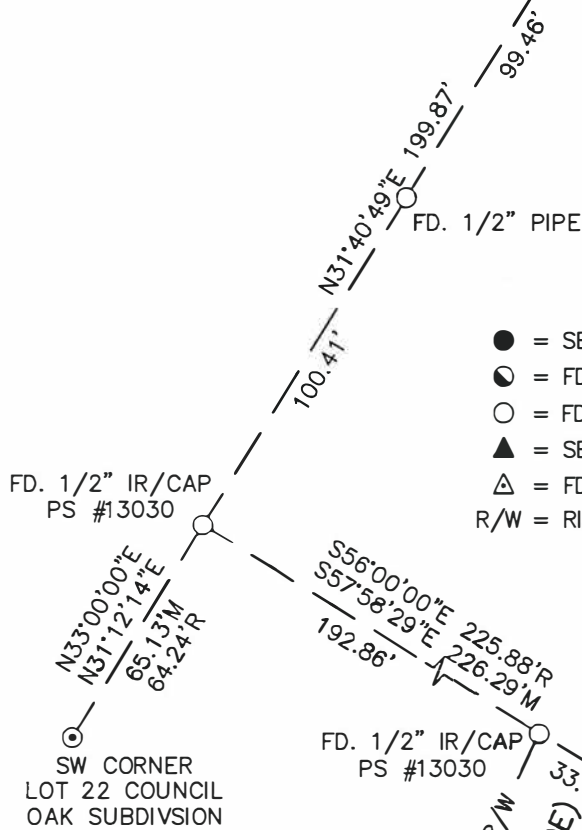 99.46'
N31°40'49"E 199.87'
FD. 1/2" PIPE
100.41'
● = SE
= FD
○ = FD
▲ = SE
= FD
R/W = RI
FD. 1/2" IR/CAP
PS #13030
N33°00'00"E
N31°12'14"E
65.13'M
64.24'R
S56°00'00"E 225.88'R
S57°58'29"E 226.29'M
192.86'
SW CORNER
LOT 22 COUNCIL
OAK SUBDIVSION
FD. 1/2" IR/CAP
PS #13030
33.
R/W